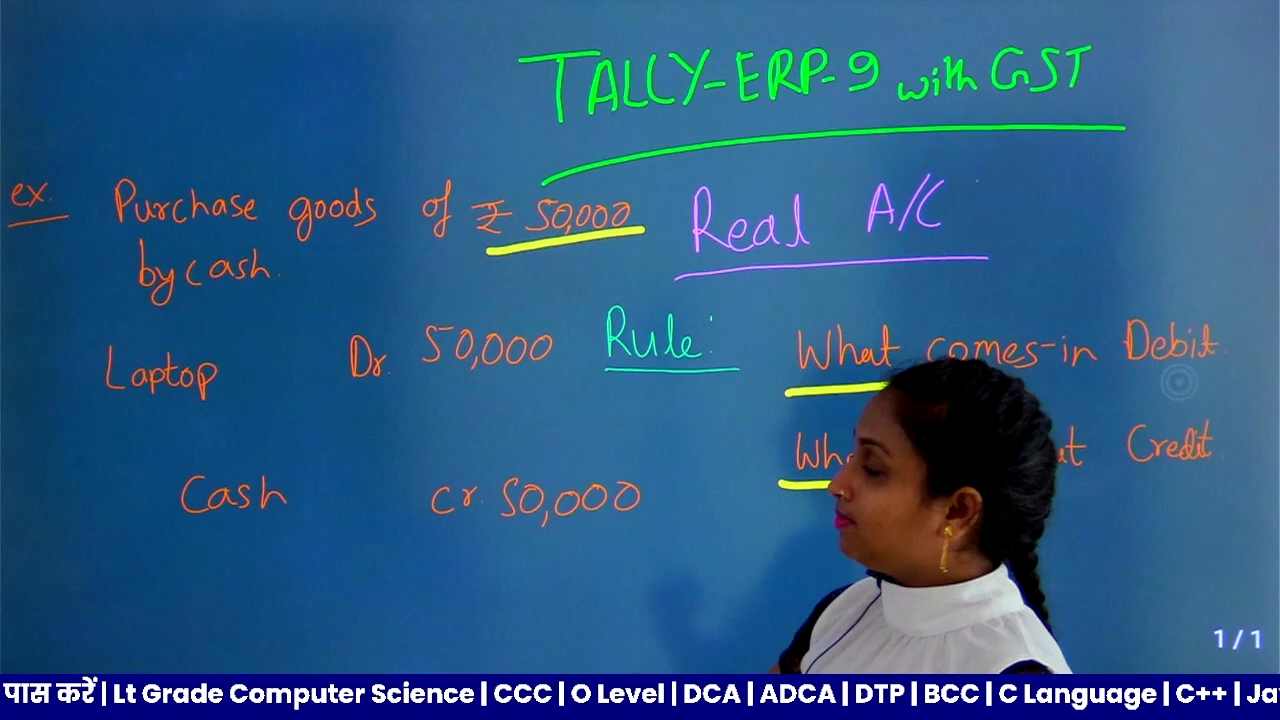 TALLY-ERP-9 with GST
ex. Purchase goods of ₹ 50,000
by cash.
Real A/C
Laptop Dr. 50,000
Rule:
What comes-in Debit.
Credit.
Cash Cr. 50,000
1/1
पास करें | Lt Grade Computer Science | CCC | O Level | DCA | ADCA | DTP | BCC | C Language | C++ |